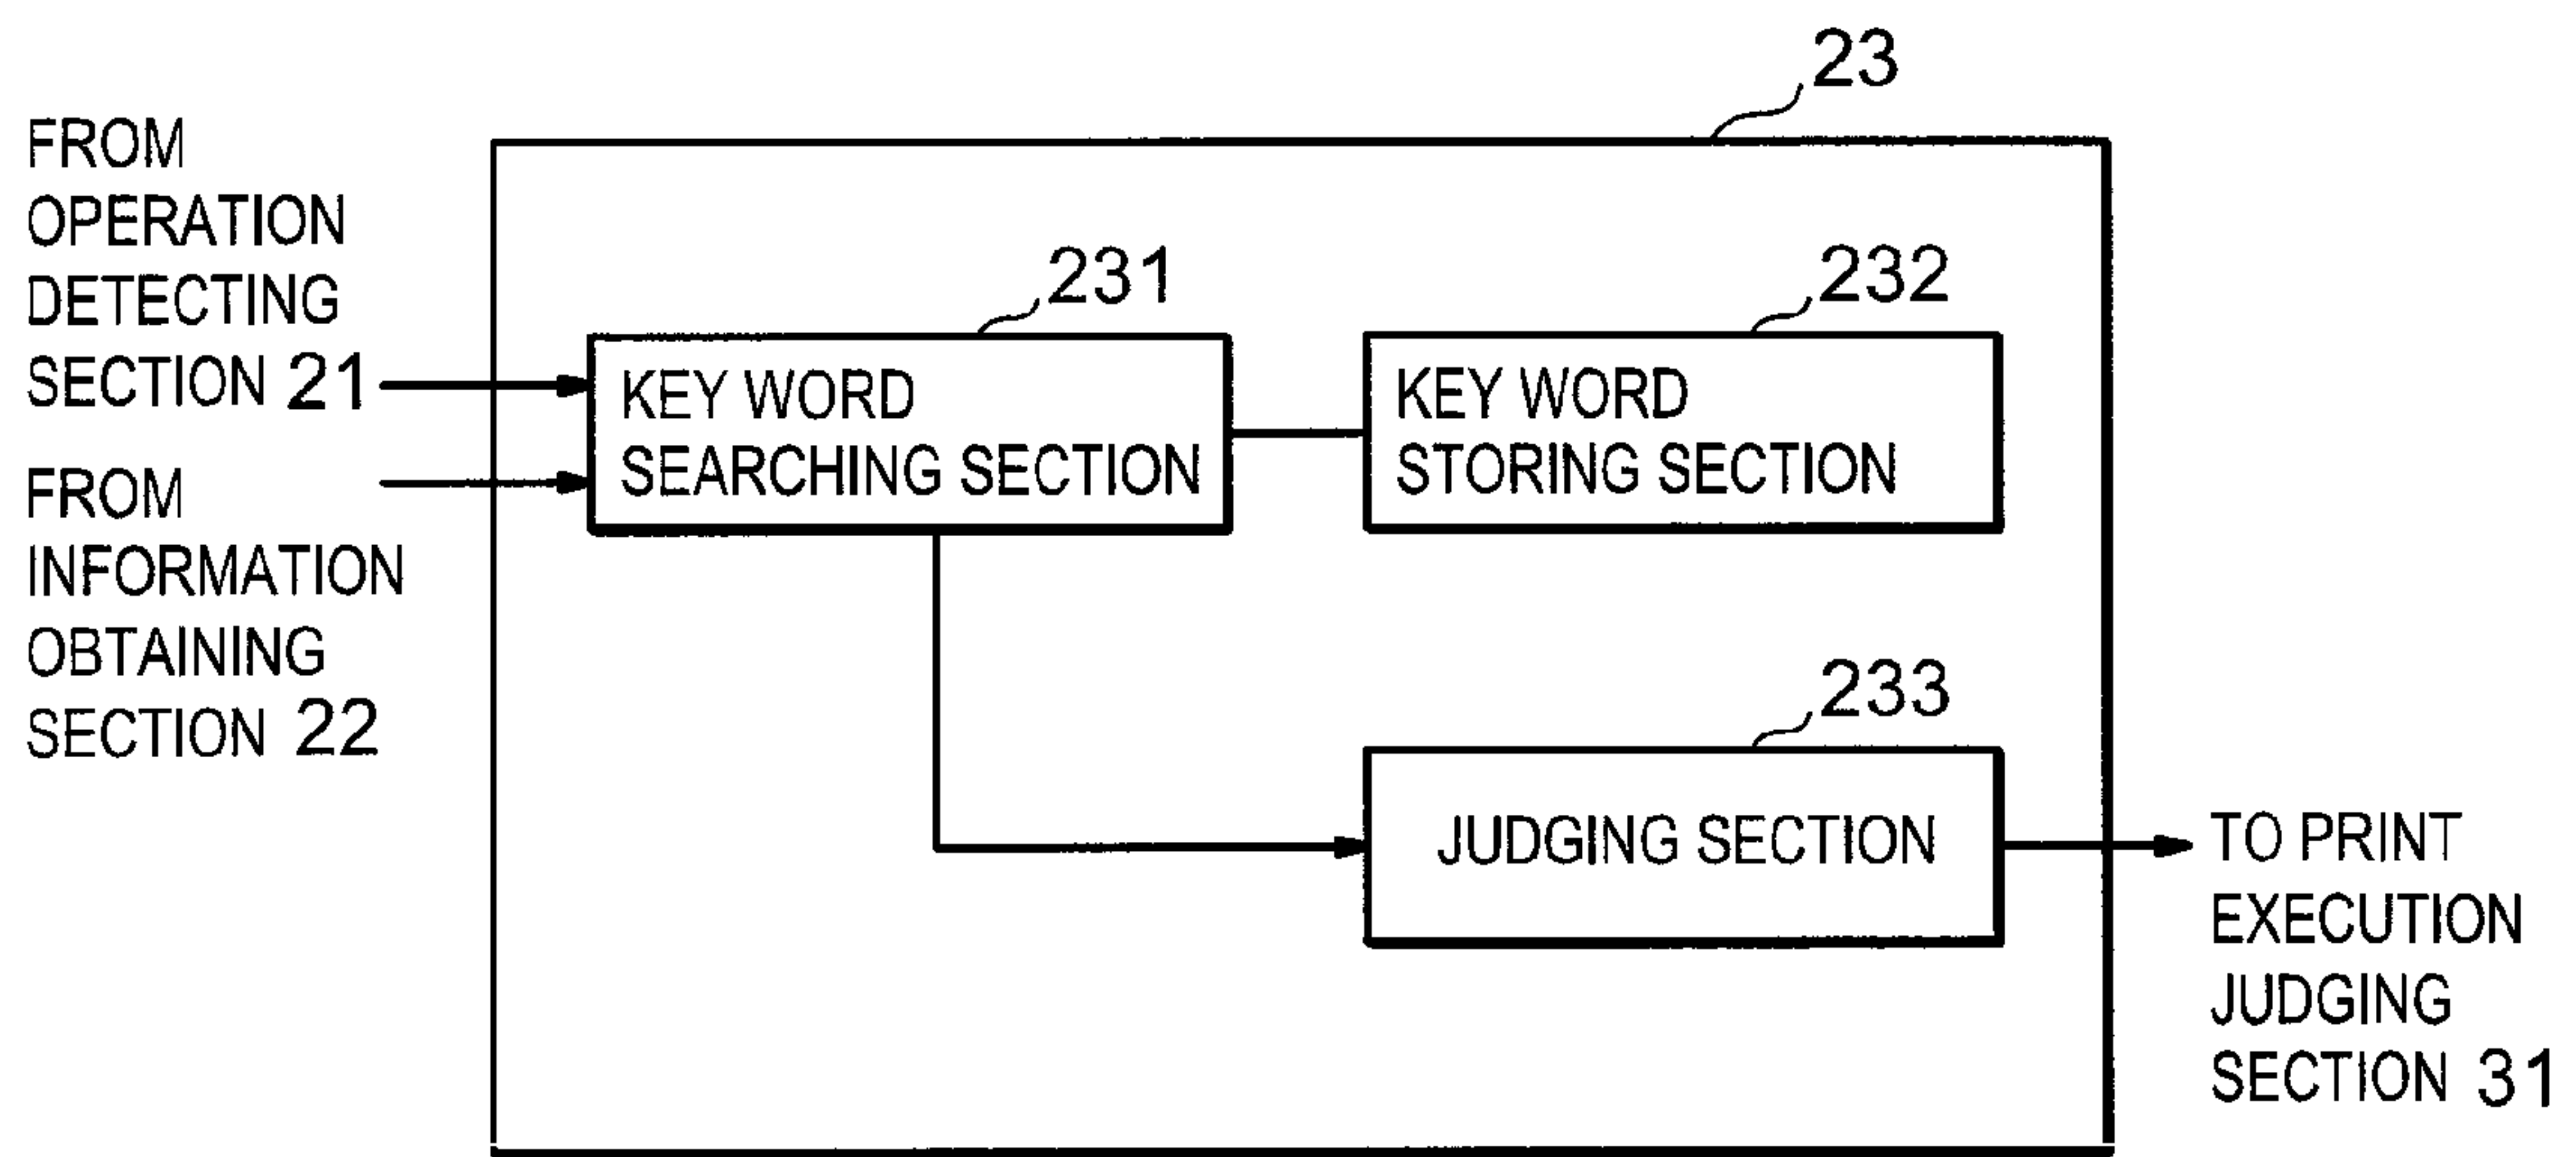 23
FROM
OPERATION
DETECTING
SECTION 21
FROM
INFORMATION
OBTAINING
SECTION 22
231
KEY WORD
SEARCHING SECTION
232
KEY WORD
STORING SECTION
233
JUDGING SECTION
TO PRINT
EXECUTION
JUDGING
SECTION 31